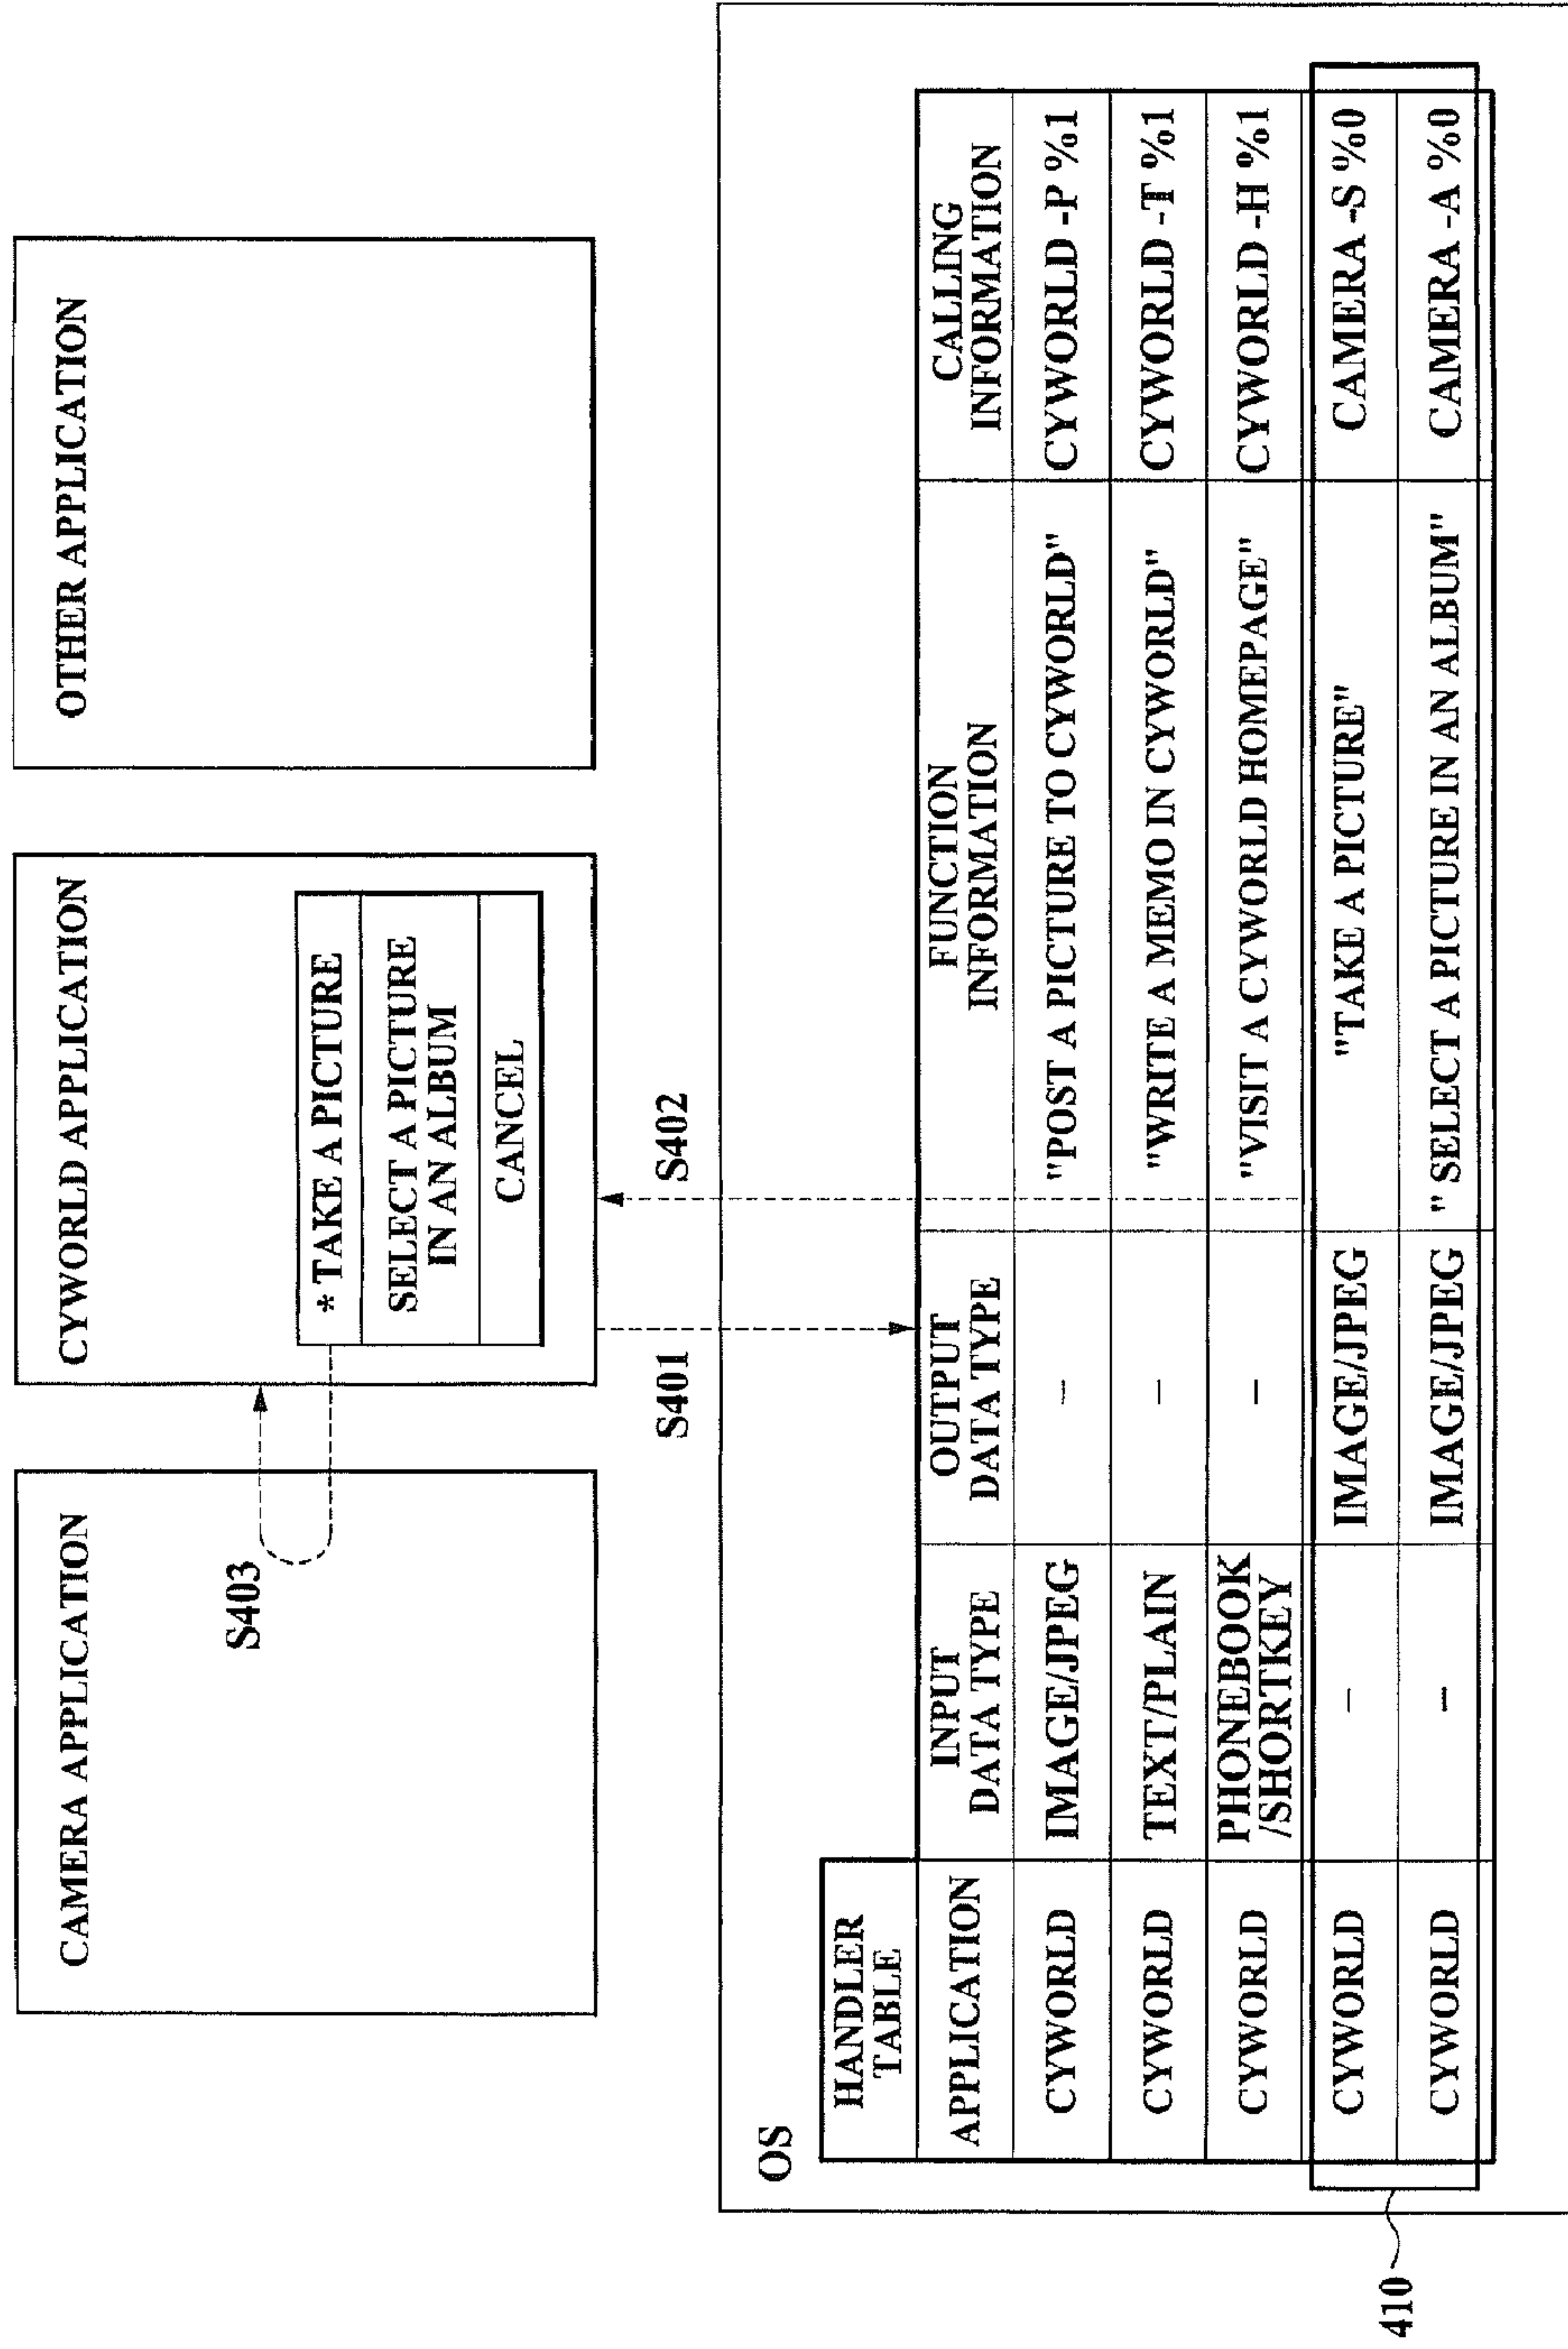 CAMERA APPLICATION
CYWORLD APPLICATION
OTHER APPLICATION
S403
* TAKE A PICTURE
SELECT A PICTURE
IN AN ALBUM
CANCEL
S401
S402
OS
HANDLER
TABLE
APPLICATION
INPUT
DATA TYPE
OUTPUT
DATA TYPE
FUNCTION
INFORMATION
CALLING
INFORMATION
CYWORLD
IMAGE/JPEG
–
"POST A PICTURE TO CYWORLD"
CYWORLD -P %1
CYWORLD
TEXT/PLAIN
–
"WRITE A MEMO IN CYWORLD"
CYWORLD -T %1
CYWORLD
PHONEBOOK
/SHORTKEY
–
"VISIT A CYWORLD HOMEPAGE"
CYWORLD -H %1
CYWORLD
–
IMAGE/JPEG
"TAKE A PICTURE"
CAMERA -S %0
CYWORLD
–
IMAGE/JPEG
" SELECT A PICTURE IN AN ALBUM"
CAMERA -A %0
410